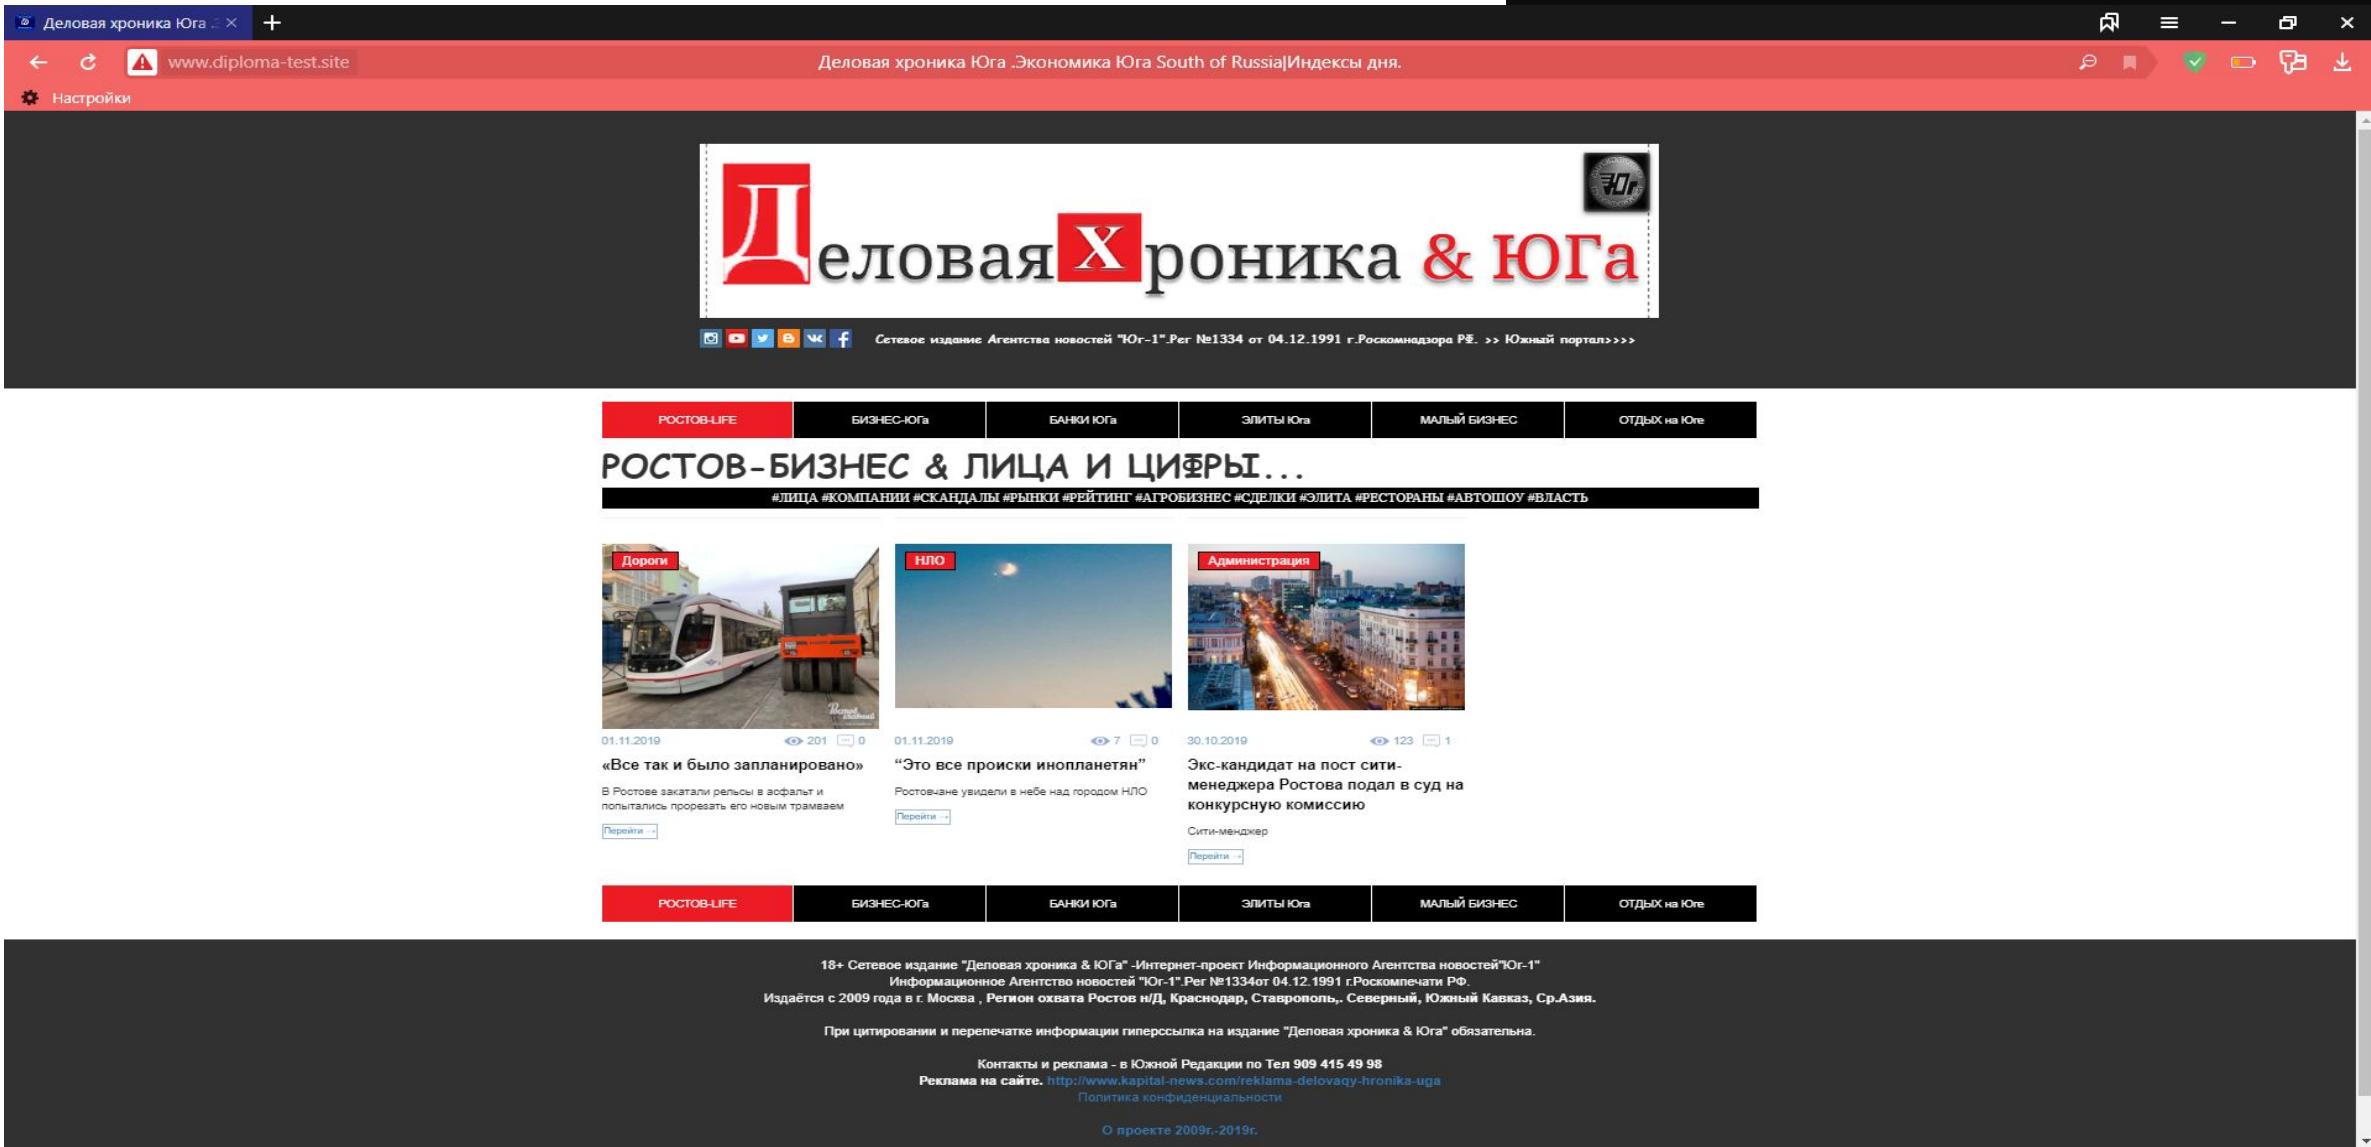 Деловая хроника Юга .Э
www.diploma-test.site
Деловая хроника Юга .Экономика Юга South of Russia|Индексы дня.
Настройки
Деловая Хроника & ЮГа
Юг
Сетевое издание Агентства новостей "Юг-1".Рег №1334 от 04.12.1991 г.Роскомнадзора РФ. >> Южный портал>>>>
РОСТОВ-LIFE БИЗНЕС-ЮГа БАНКИ ЮГа ЭЛИТЫ Юга МАЛЫЙ БИЗНЕС ОТДЫХ на Юге
РОСТОВ-БИЗНЕС & ЛИЦА И ЦИФРЫ...
#ЛИЦА #КОМПАНИИ #СКАНДАЛЫ #РЫНКИ #РЕЙТИНГ #АГРОБИЗНЕС #СДЕЛКИ #ЭЛИТА #РЕСТОРАНЫ #АВТОШОУ #ВЛАСТЬ
Дороги
01.11.2019 201 0
«Все так и было запланировано»
В Ростове закатали рельсы в асфальт и
попытались прорезать его новым трамваем
Перейти →
НЛО
01.11.2019 7 0
“Это все происки инопланетян”
Ростовчане увидели в небе над городом НЛО
Перейти →
Администрация
30.10.2019 123 1
Экс-кандидат на пост сити-
менеджера Ростова подал в суд на
конкурсную комиссию
Сити-менджер
Перейти →
РОСТОВ-LIFE БИЗНЕС-ЮГа БАНКИ ЮГа ЭЛИТЫ Юга МАЛЫЙ БИЗНЕС ОТДЫХ на Юге
18+ Сетевое издание "Деловая хроника & ЮГа" -Интернет-проект Информационного Агентства новостей"Юг-1"
Информационное Агентство новостей "Юг-1".Рег №1334от 04.12.1991 г.Роскомпечати РФ.
Издаётся с 2009 года в г. Москва , Регион охвата Ростов н/Д, Краснодар, Ставрополь,. Северный, Южный Кавказ, Ср.Азия.
При цитировании и перепечатке информации гиперссылка на издание "Деловая хроника & Юга" обязательна.
Контакты и реклама - в Южной Редакции по Тел 909 415 49 98
Реклама на сайте. http://www.kapital-news.com/reklama-delovaqy-hronika-uga
Политика конфиденциальности
О проекте 2009г.-2019г.